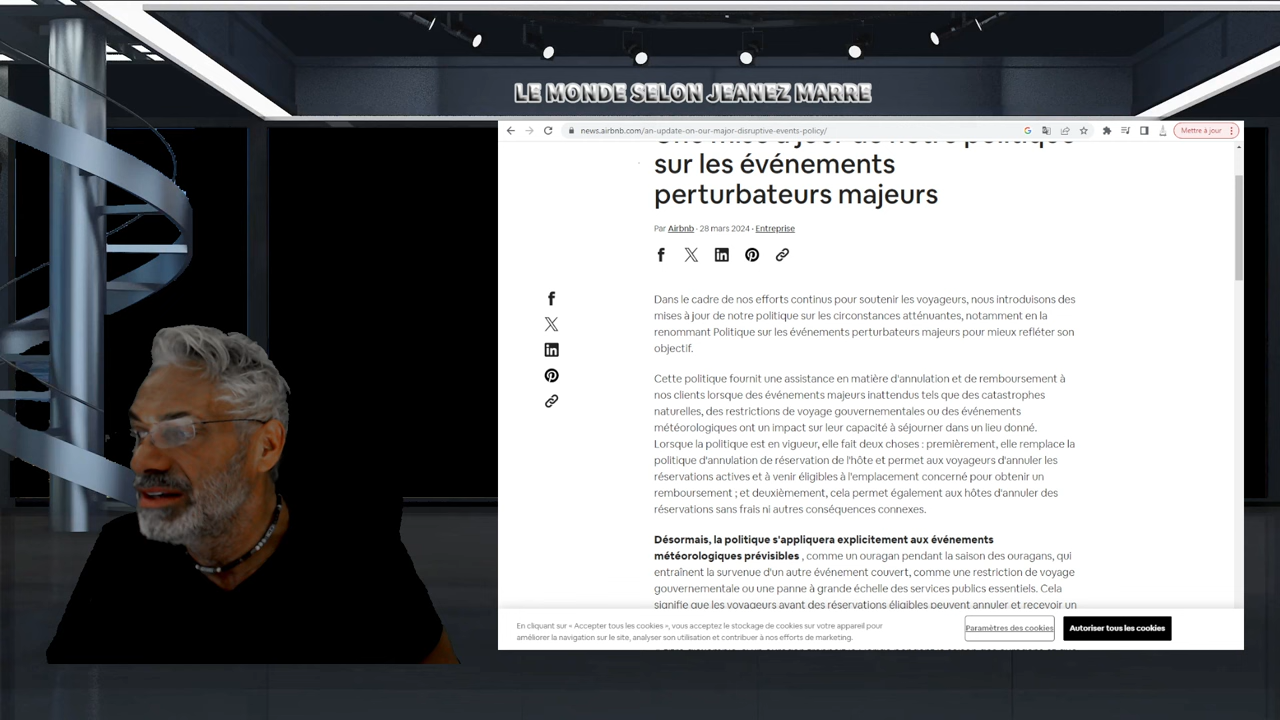 LE MONDE SELON JEANEZ MARRE
news.airbnb.com/an-update-on-our-major-disruptive-events-policy/
Mettre à jour
Une mise à jour de notre politique
sur les événements
perturbateurs majeurs
Par Airbnb · 28 mars 2024 · Entreprise
Dans le cadre de nos efforts continus pour soutenir les voyageurs, nous introduisons des
mises à jour de notre politique sur les circonstances atténuantes, notamment en la
renommant Politique sur les événements perturbateurs majeurs pour mieux refléter son
objectif.
Cette politique fournit une assistance en matière d'annulation et de remboursement à
nos clients lorsque des événements majeurs inattendus tels que des catastrophes
naturelles, des restrictions de voyage gouvernementales ou des événements
météorologiques ont un impact sur leur capacité à séjourner dans un lieu donné.
Lorsque la politique est en vigueur, elle fait deux choses : premièrement, elle remplace la
politique d'annulation de réservation de l'hôte et permet aux voyageurs d'annuler les
réservations actives et à venir éligibles à l'emplacement concerné pour obtenir un
remboursement ; et deuxièmement, cela permet également aux hôtes d'annuler des
réservations sans frais ni autres conséquences connexes.
Désormais, la politique s'appliquera explicitement aux événements
météorologiques prévisibles , comme un ouragan pendant la saison des ouragans, qui
entraînent la survenue d'un autre événement couvert, comme une restriction de voyage
gouvernementale ou une panne à grande échelle des services publics essentiels. Cela
signifie que les voyageurs ayant des réservations éligibles peuvent annuler et recevoir un
En cliquant sur « Accepter tous les cookies », vous acceptez le stockage de cookies sur votre appareil pour
améliorer la navigation sur le site, analyser son utilisation et contribuer à nos efforts de marketing.
Paramètres des cookies
Autoriser tous les cookies